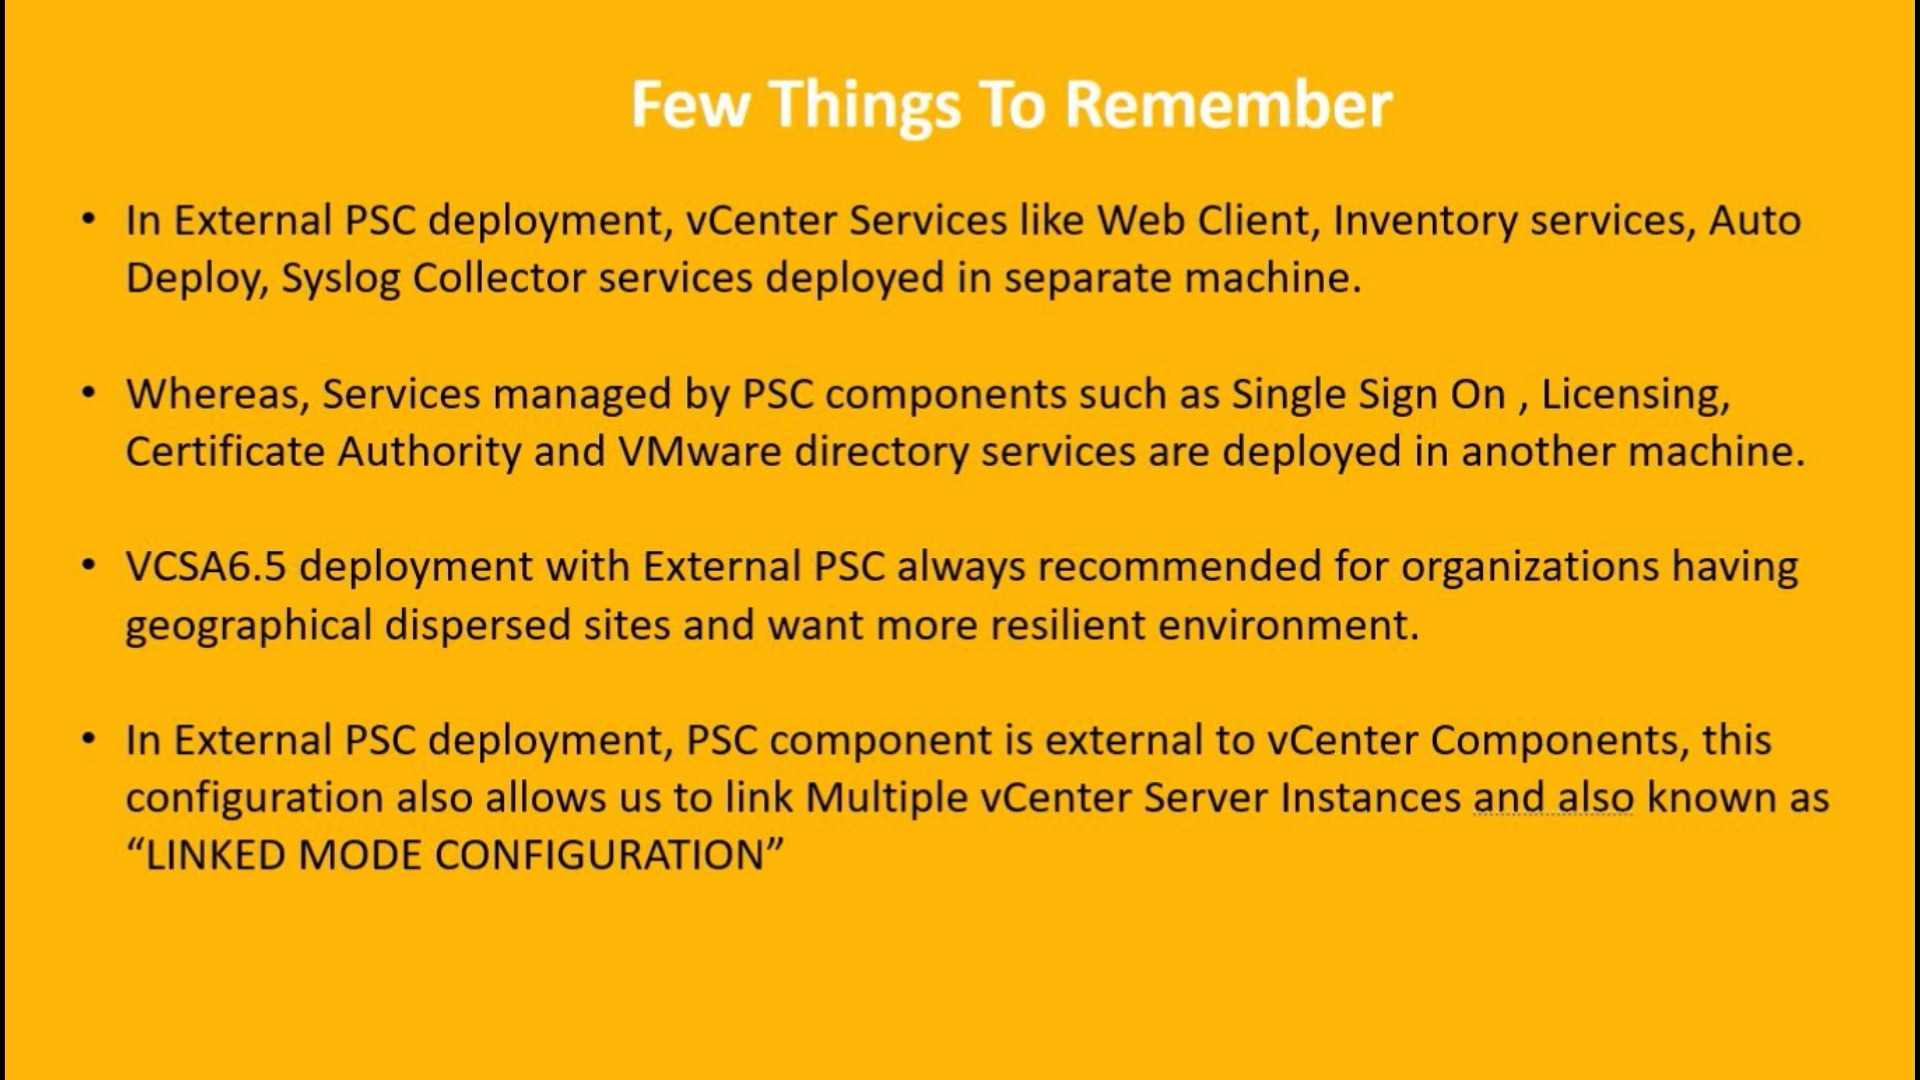 Few Things To Remember
• In External PSC deployment, vCenter Services like Web Client, Inventory services, Auto
Deploy, Syslog Collector services deployed in separate machine.
• Whereas, Services managed by PSC components such as Single Sign On , Licensing,
Certificate Authority and VMware directory services are deployed in another machine.
• VCSA6.5 deployment with External PSC always recommended for organizations having
geographical dispersed sites and want more resilient environment.
• In External PSC deployment, PSC component is external to vCenter Components, this
configuration also allows us to link Multiple vCenter Server Instances and also known as
“LINKED MODE CONFIGURATION”